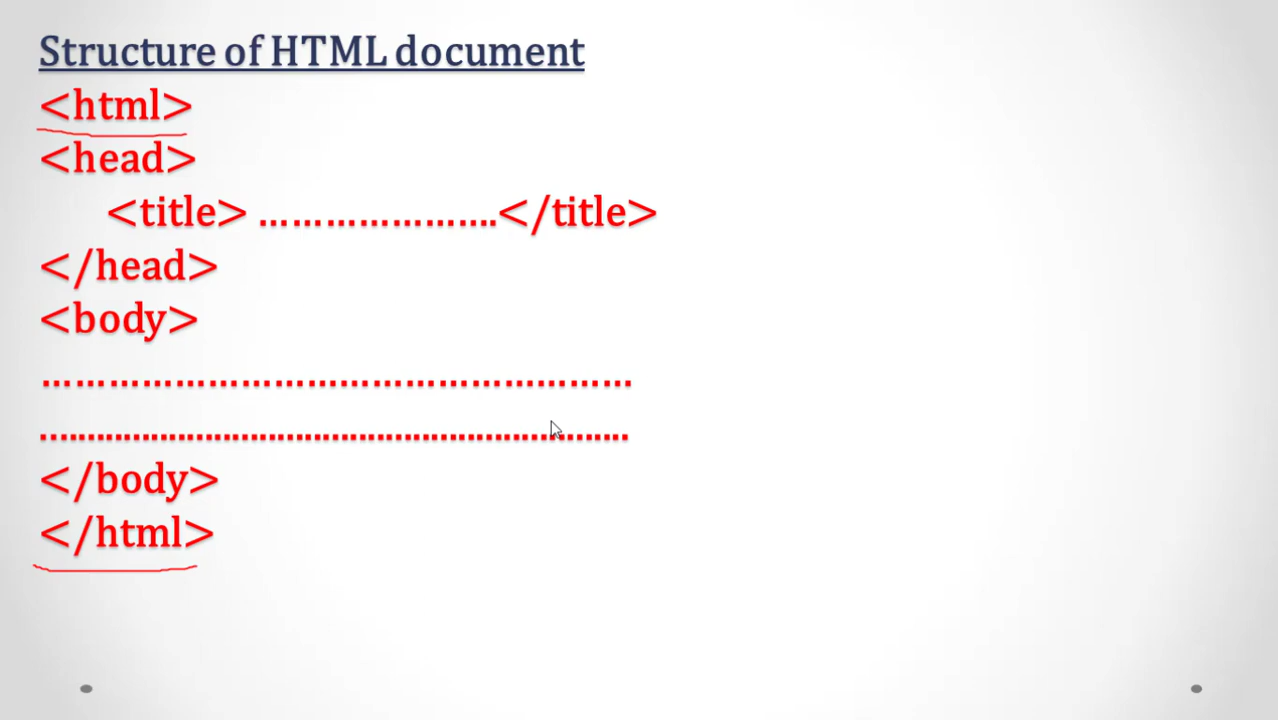 Structure of HTML document
<html>
<head>
<title> …………………..</title>
</head>
<body>
………………………………………………
………………………………………………
</body>
</html>